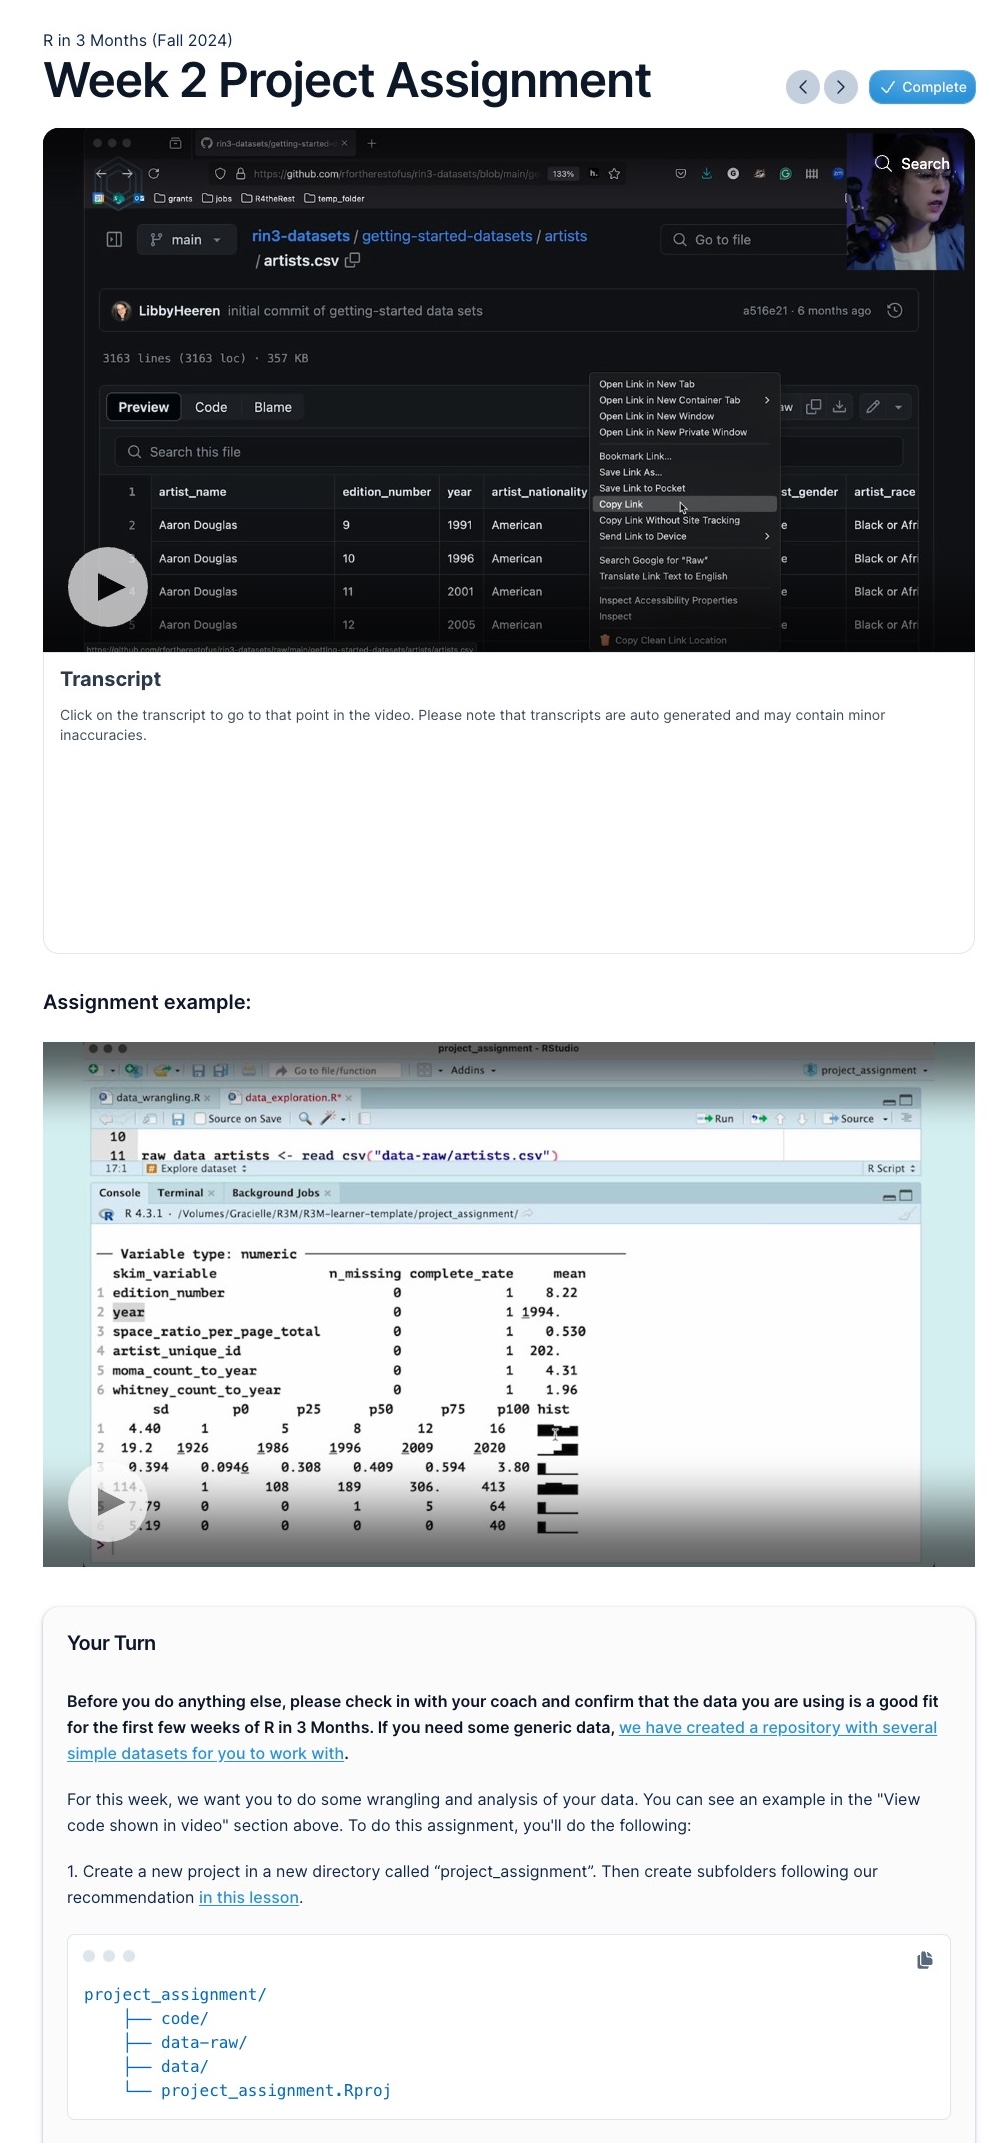 R in 3 Months (Fall 2024)
Week 2 Project Assignment
Complete
rin3-datasets/getting-started-
https://github.com/rfortherestofus/rin3-datasets/blob/main/ge
133%
Search
grants jobs R4theRest temp_folder
main
rin3-datasets / getting-started-datasets / artists
/ artists.csv
Go to file
LibbyHeeren initial commit of getting-started data sets
a516e21 · 6 months ago
3163 lines (3163 loc) · 357 KB
Preview Code Blame
aw
Search this file
1 artist_name edition_number year artist_nationality st_gender artist_race
2 Aaron Douglas 9 1991 American e Black or Afri
3 Aaron Douglas 10 1996 American e Black or Afri
4 Aaron Douglas 11 2001 American e Black or Afri
5 Aaron Douglas 12 2005 American e Black or Afri
Open Link in New Tab
Open Link in New Container Tab
Open Link in New Window
Open Link in New Private Window
Bookmark Link...
Save Link As...
Save Link to Pocket
Copy Link
Copy Link Without Site Tracking
Send Link to Device
Search Google for "Raw"
Translate Link Text to English
Inspect Accessibility Properties
Inspect
Copy Clean Link Location
https://github.com/rfortherestofus/rin3-datasets/raw/main/getting-started-datasets/artists/artists.csv
Transcript
Click on the transcript to go to that point in the video. Please note that transcripts are auto generated and may contain minor
inaccuracies.
Assignment example:
project_assignment - RStudio
Go to file/function Addins project_assignment
data_wrangling.R data_exploration.R*
Source on Save Run Source
10
11 raw_data_artists <- read_csv("data-raw/artists.csv")
17:1 Explore dataset R Script
Console Terminal Background Jobs
R 4.3.1 · /Volumes/Gracielle/R3M/R3M-learner-template/project_assignment/
── Variable type: numeric ──
skim_variable n_missing complete_rate mean
1 edition_number 0 1 8.22
2 year 0 1 1994.
3 space_ratio_per_page_total 0 1 0.530
4 artist_unique_id 0 1 202.
5 moma_count_to_year 0 1 4.31
6 whitney_count_to_year 0 1 1.96
sd p0 p25 p50 p75 p100 hist
1 4.40 1 5 8 12 16
2 19.2 1926 1986 1996 2009 2020
3 0.394 0.0946 0.308 0.409 0.594 3.80
4 114. 1 108 189 306. 413
5 7.79 0 0 1 5 64
6 5.19 0 0 0 0 40
>
Your Turn
Before you do anything else, please check in with your coach and confirm that the data you are using is a good fit
for the first few weeks of R in 3 Months. If you need some generic data, we have created a repository with several
simple datasets for you to work with.
For this week, we want you to do some wrangling and analysis of your data. You can see an example in the "View
code shown in video" section above. To do this assignment, you'll do the following:
1. Create a new project in a new directory called “project_assignment”. Then create subfolders following our
recommendation in this lesson.
project_assignment/
├── code/
├── data-raw/
├── data/
└── project_assignment.Rproj